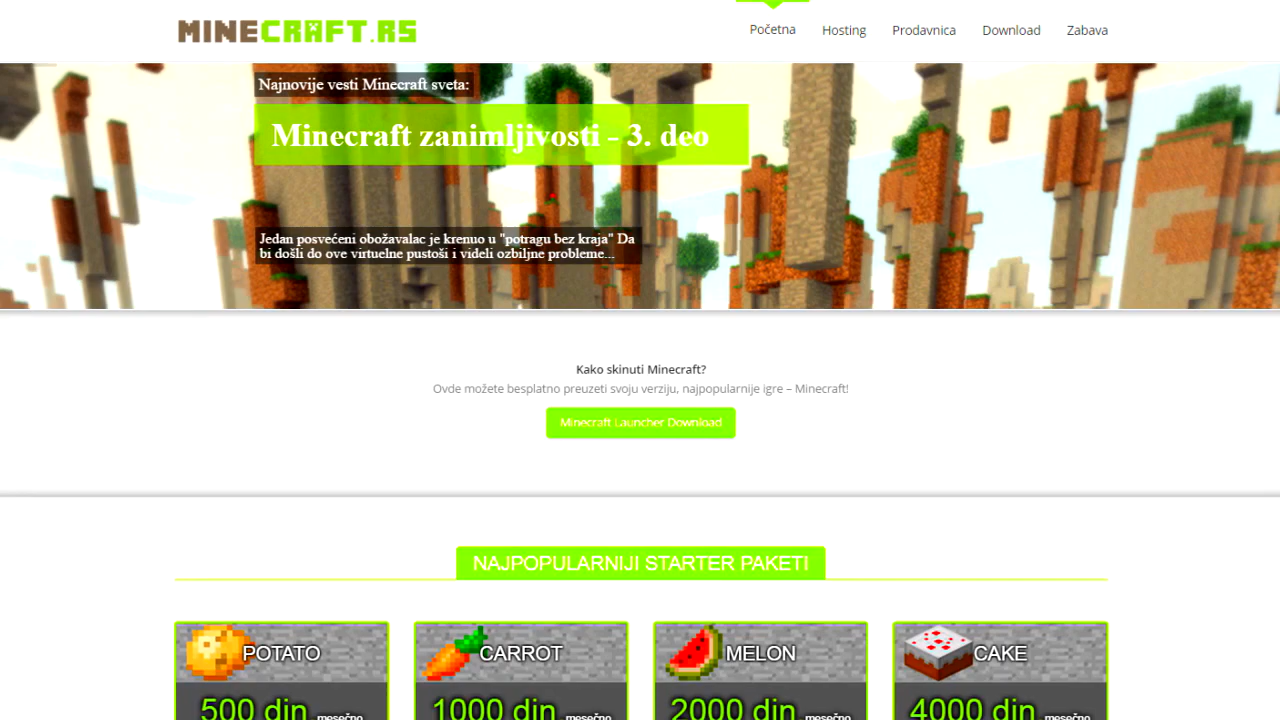 MINECRAFT.RS
Početna
Hosting
Prodavnica
Download
Zabava
Najnovije vesti Minecraft sveta:
Minecraft zanimljivosti - 3. deo
Jedan posvećeni obožavalac je krenuo u "potragu bez kraja" Da
bi došli do ove virtuelne pustoši i videli ozbiljne probleme...
Kako skinuti Minecraft?
Ovde možete besplatno preuzeti svoju verziju, najpopularnije igre – Minecraft!
Minecraft Launcher Download
NAJPOPULARNIJI STARTER PAKETI
POTATO
CARROT
MELON
CAKE
500 din mesečno
1000 din mesečno
2000 din mesečno
4000 din mesečno